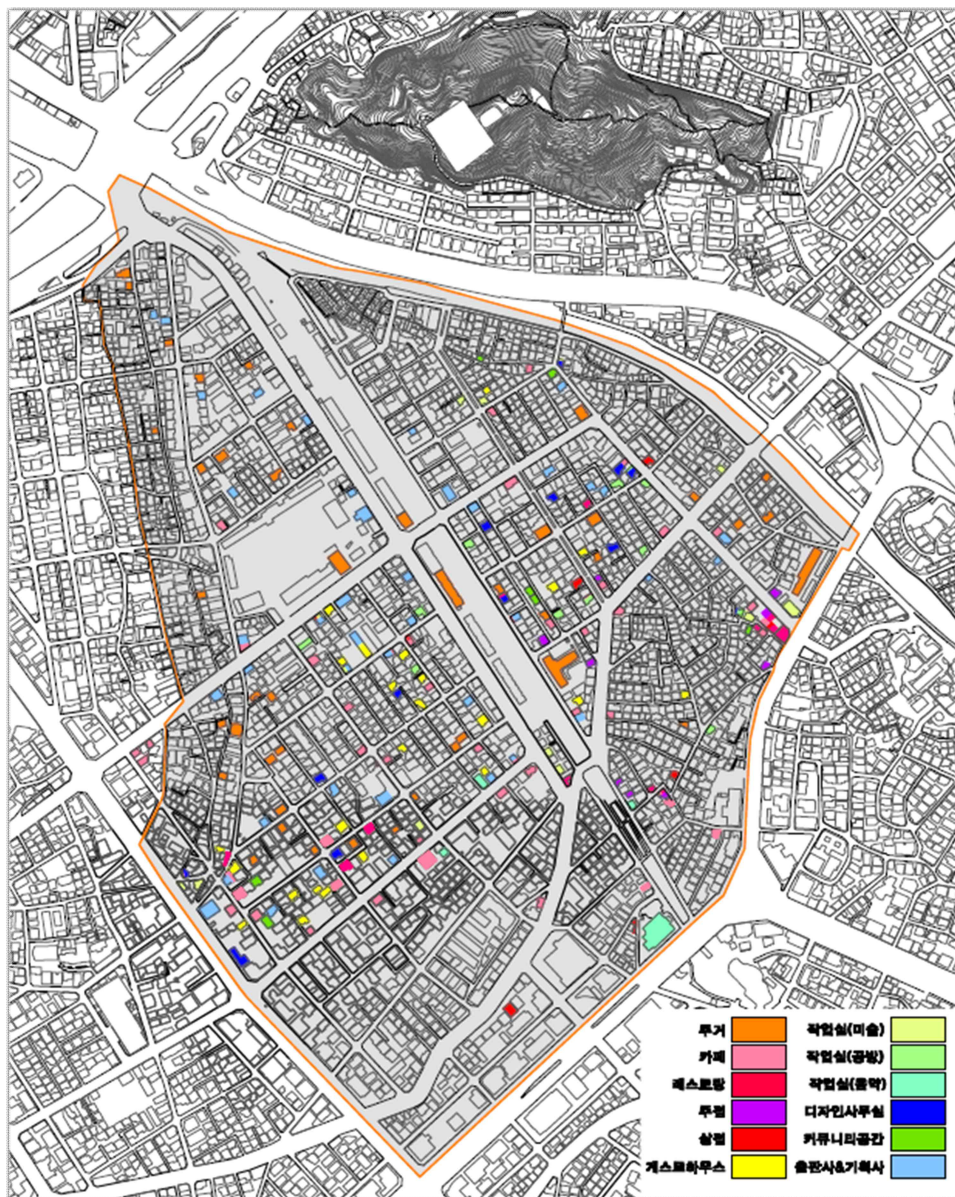 주거
작업실(미술)
카페
작업실(공방)
레스토랑
작업실(음악)
주점
디자인사무실
상점
커뮤니티공간
게스트하우스
출판사&기획사